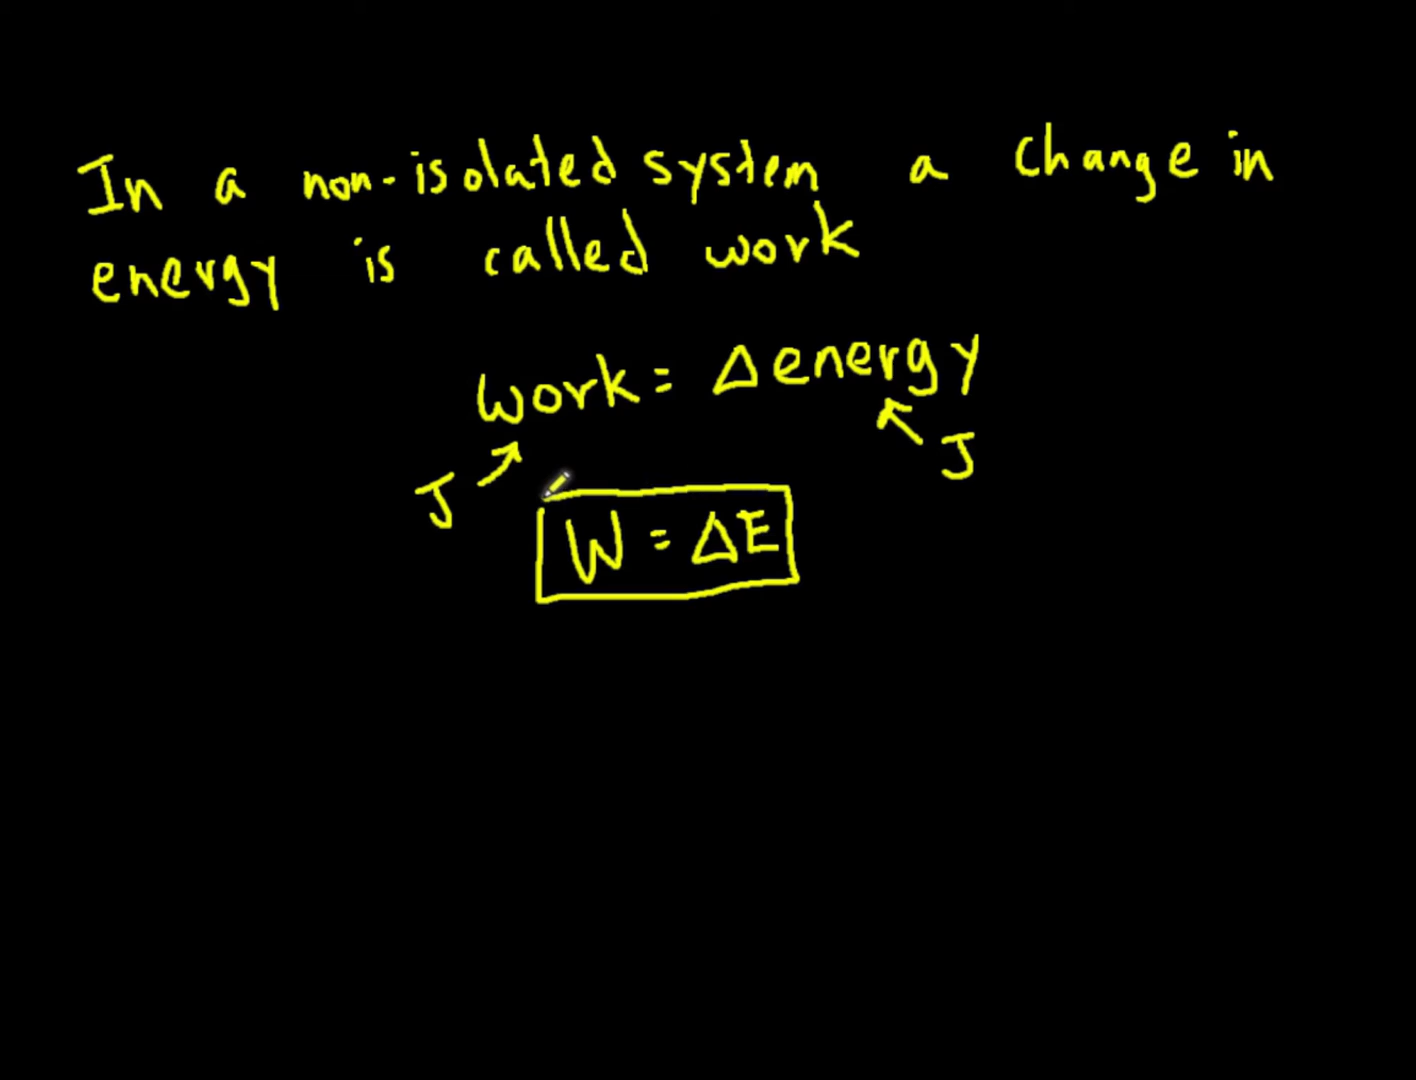 In a non-isolated system a change in
energy is called work
work = Δenergy
J
J
W = ΔE